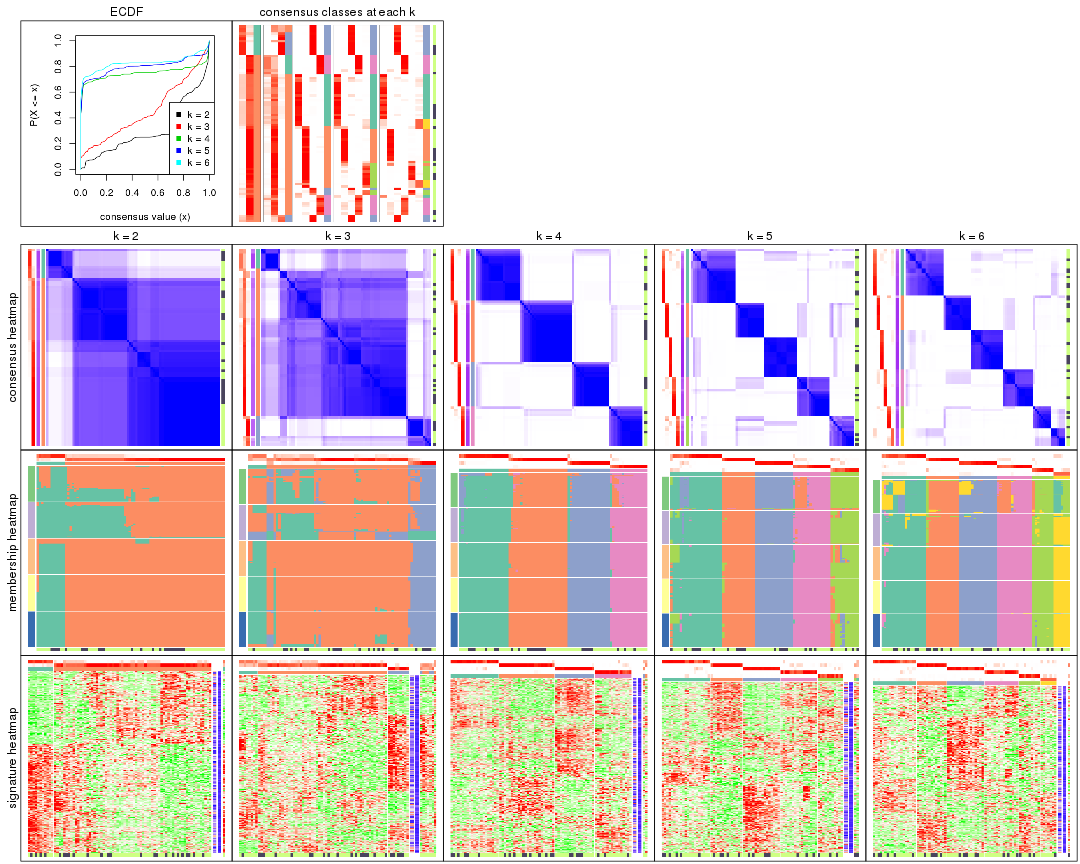 ECDF
consensus classes at each k
P(X <= x)
0.0 0.2 0.4 0.6 0.8 1.0
k = 2
k = 3
k = 4
k = 5
k = 6
0.0 0.2 0.4 0.6 0.8 1.0
consensus value (x)
k = 2
k = 3
k = 4
k = 5
k = 6
consensus heatmap
membership heatmap
signature heatmap